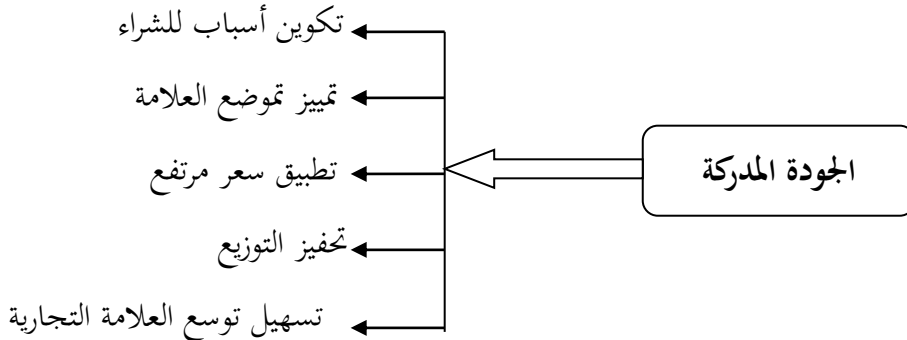 الجودة المدركة
تكوين أسباب للشراء
تمييز تموضع العلامة
تطبيق سعر مرتفع
تحفيز التوزيع
تسهيل توسع العلامة التجارية